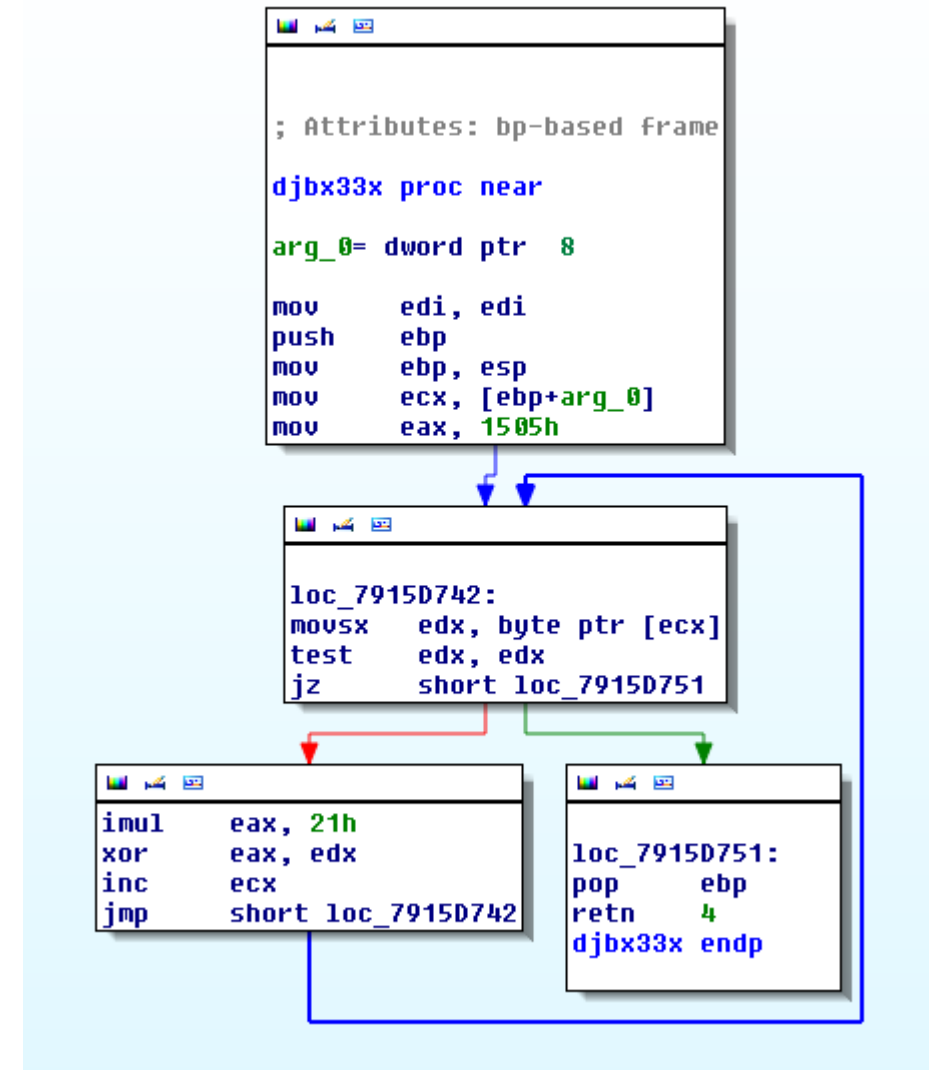 ; Attributes: bp-based frame
djbx33x proc near
arg_0= dword ptr  8
mov     edi, edi
push    ebp
mov     ebp, esp
mov     ecx, [ebp+arg_0]
mov     eax, 1505h
loc_7915D742:
movsx   edx, byte ptr [ecx]
test    edx, edx
jz      short loc_7915D751
imul    eax, 21h
xor     eax, edx
inc     ecx
jmp     short loc_7915D742
loc_7915D751:
pop     ebp
retn    4
djbx33x endp